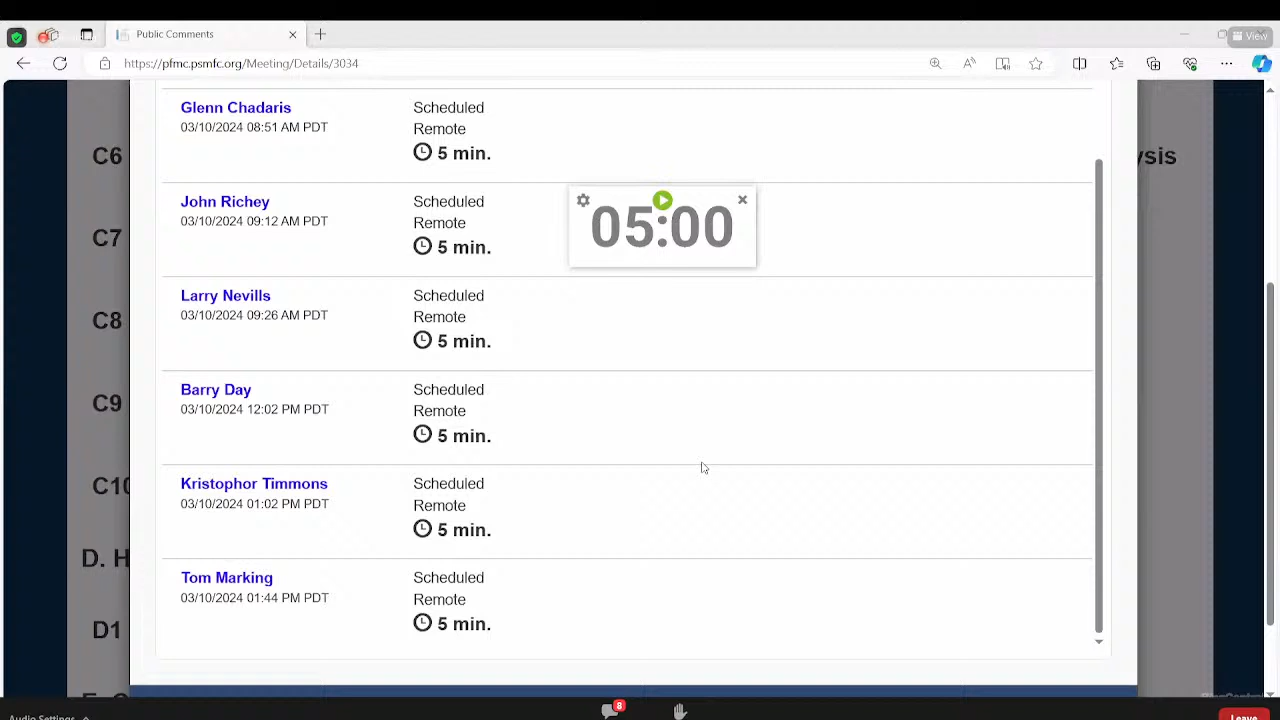 Public Comments
View
https://pfmc.psmfc.org/Meeting/Details/3034
Glenn Chadaris
03/10/2024 08:51 AM PDT
Scheduled
Remote
5 min.
C6
ysis
John Richey
03/10/2024 09:12 AM PDT
Scheduled
Remote
5 min.
05:00
C7
Larry Nevills
03/10/2024 09:26 AM PDT
Scheduled
Remote
5 min.
C8
Barry Day
03/10/2024 12:02 PM PDT
Scheduled
Remote
5 min.
C9
Kristophor Timmons
03/10/2024 01:02 PM PDT
Scheduled
Remote
5 min.
C10
D. H
Tom Marking
03/10/2024 01:44 PM PDT
Scheduled
Remote
5 min.
D1
8
Audio Settings
Leave